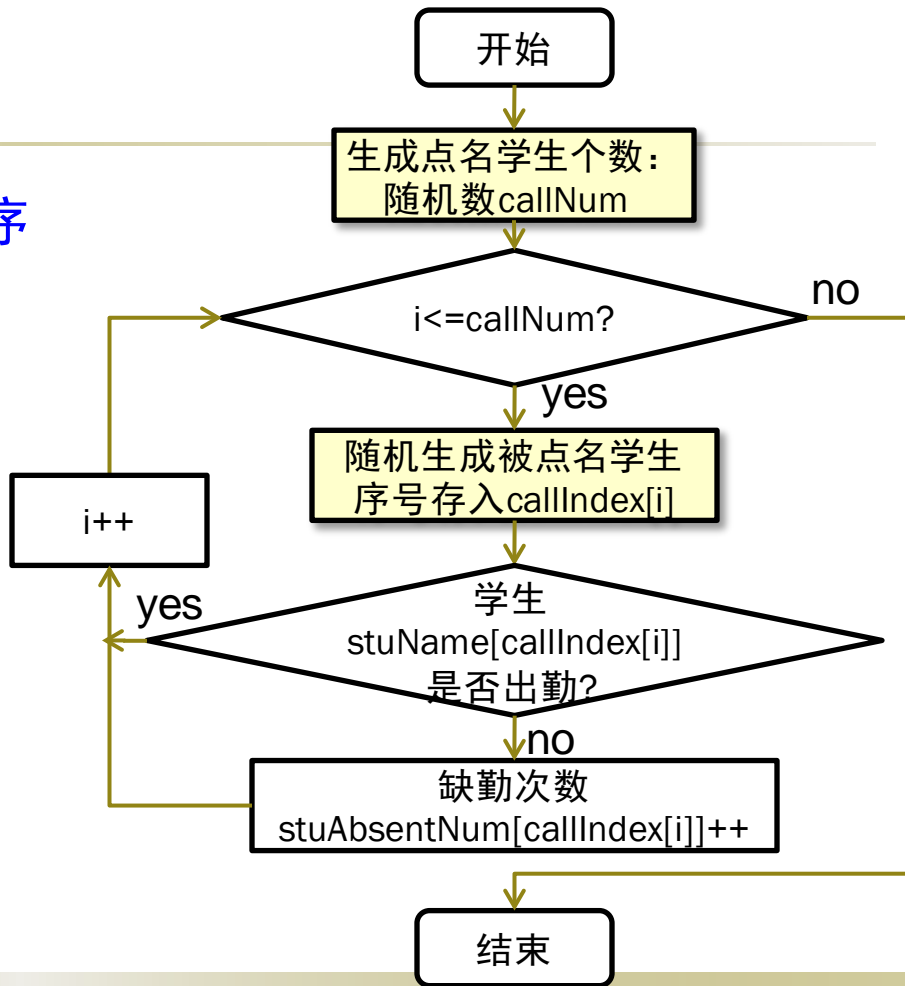 开始
生成点名学生个数：
随机数callNum
序
i<=callNum?
no
yes
随机生成被点名学生
序号存入callIndex[i]
i++
yes
学生
stuName[callIndex[i]]
是否出勤?
no
缺勤次数
stuAbsentNum[callIndex[i]]++
结束